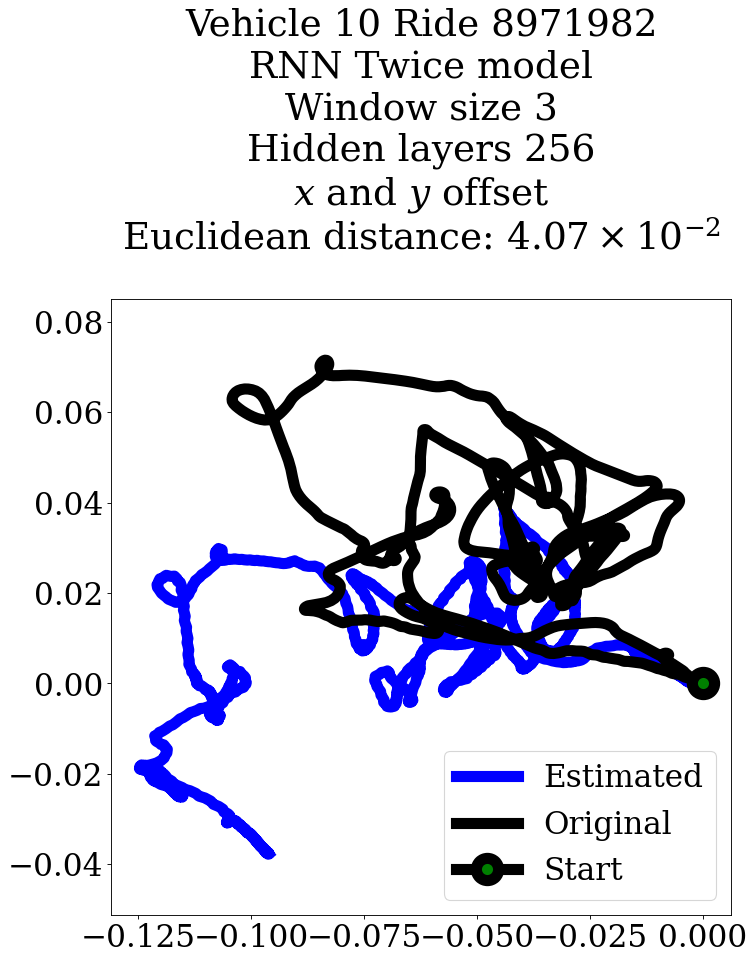 Vehicle 10 Ride 8971982
RNN Twice model
Window size 3
Hidden layers 256
x and y offset
Euclidean distance: 4.07 × 10⁻²
0.08
0.06
0.04
0.02
0.00
−0.02
−0.04
Estimated
Original
Start
−0.125 −0.100 −0.075 −0.050 −0.025 0.000